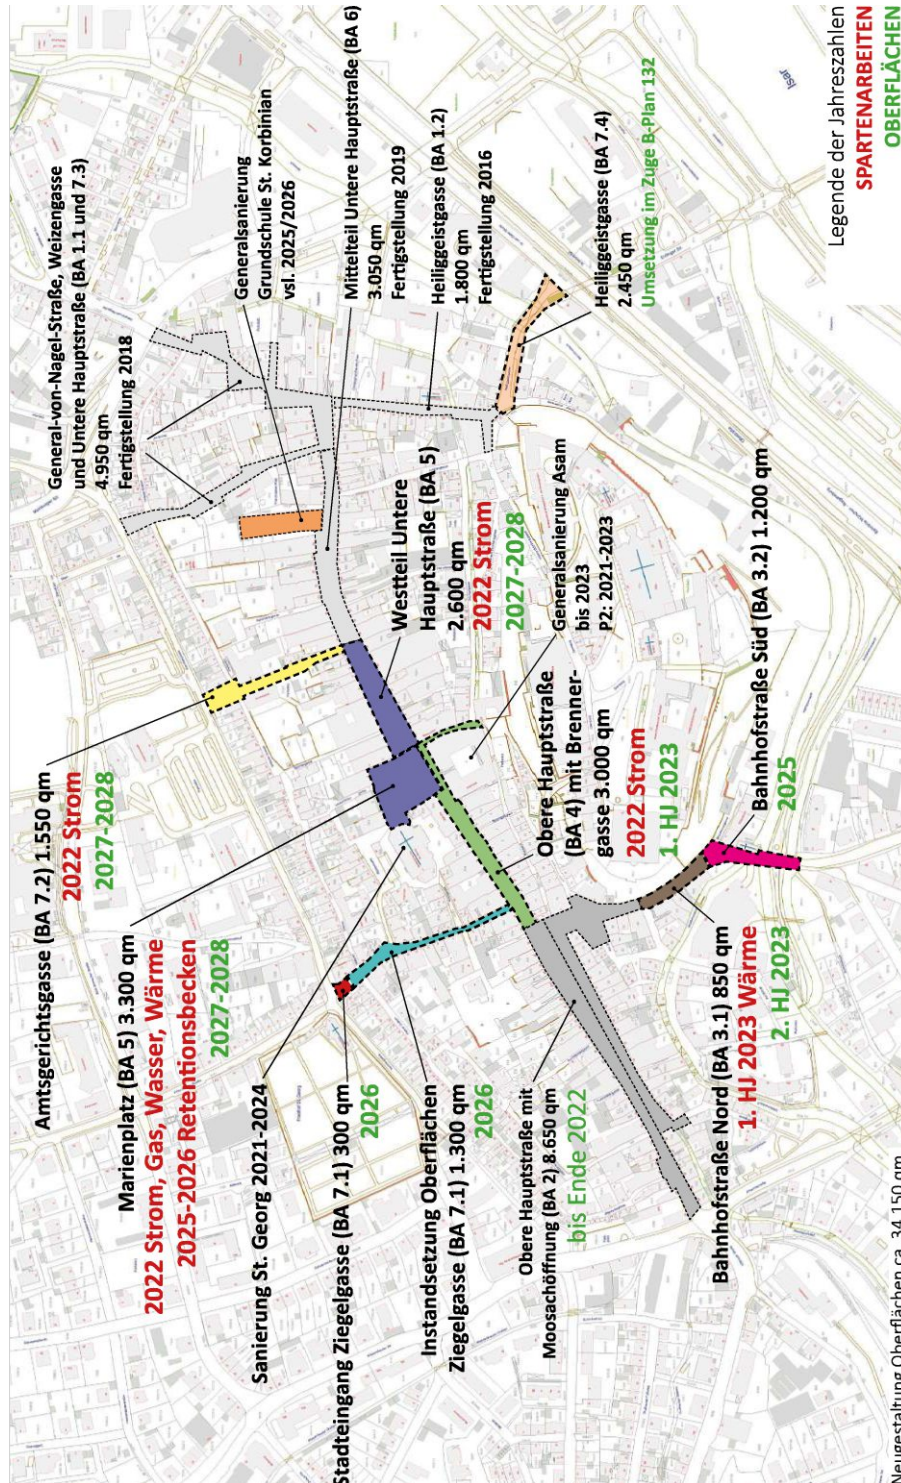 General-von-Nagel-Straße, Weizengasse
und Untere Hauptstraße (BA 1.1 und 7.3)
4.950 qm
Fertigstellung 2018
Generalsanierung
Grundschule St. Korbinian
vsl. 2025/2026
Mittelteil Untere Hauptstraße (BA 6)
3.050 qm
Fertigstellung 2019
Heiliggeistgasse (BA 1.2)
1.800 qm
Fertigstellung 2016
Heiliggeistgasse (BA 7.4)
2.450 qm
Umsetzung im Zuge B-Plan 132
Isar
Legende der Jahreszahlen
SPARTENARBEITEN
OBERFLÄCHEN
Amtsgerichtsgasse (BA 7.2) 1.550 qm
2022 Strom
2027-2028
Westteil Untere
Hauptstraße (BA 5)
2.600 qm
2022 Strom
2027-2028
Generalsanierung Asam
bis 2023
P2: 2021-2023
Marienplatz (BA 5) 3.300 qm
2022 Strom, Gas, Wasser, Wärme
2025-2026 Retentionsbecken
2027-2028
Obere Hauptstraße
(BA 4) mit Brenner-
gasse 3.000 qm
2022 Strom
1. HJ 2023
Bahnhofstraße Süd (BA 3.2) 1.200 qm
2025
Sanierung St. Georg 2021-2024
Stadteingang Ziegelgasse (BA 7.1) 300 qm
2026
Instandsetzung Oberflächen
Ziegelgasse (BA 7.1) 1.300 qm
2026
Obere Hauptstraße mit
Moosachöffnung (BA 2) 8.650 qm
bis Ende 2022
Bahnhofstraße Nord (BA 3.1) 850 qm
1. HJ 2023 Wärme
2. HJ 2023
Neugestaltung Oberflächen ca. 34.150 qm